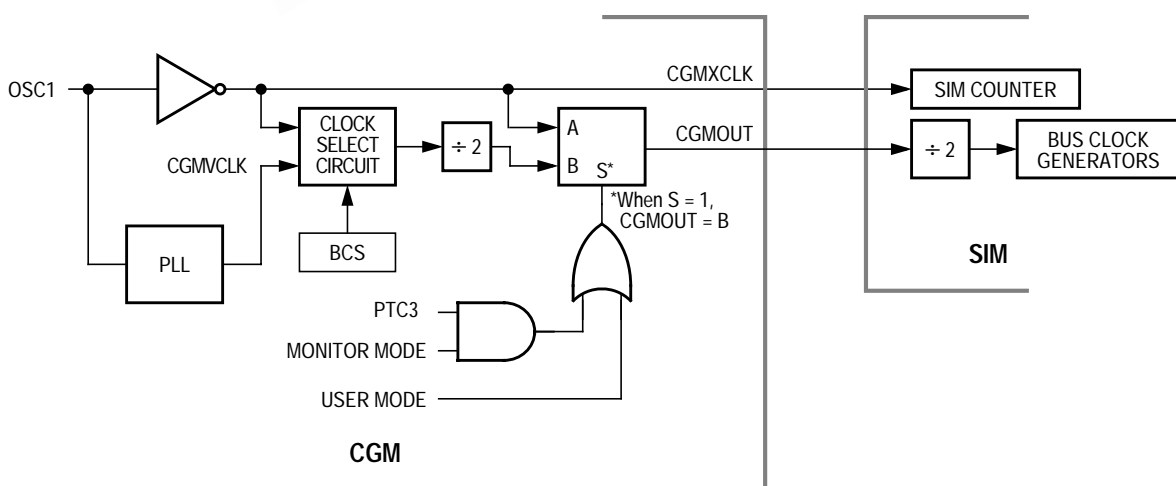 OSC1
CGMXCLK
SIM COUNTER
CLOCK
SELECT
CIRCUIT
÷ 2
A
B
S*
CGMOUT
÷ 2
BUS CLOCK
GENERATORS
CGMVCLK
*When S = 1,
CGMOUT = B
BCS
PLL
SIM
PTC3
MONITOR MODE
USER MODE
CGM